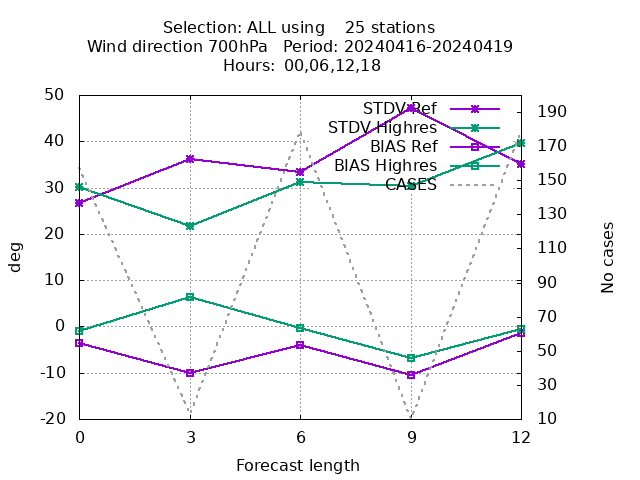 Selection: ALL using    25 stations
Wind direction 700hPa   Period: 20240416-20240419
Hours: 00,06,12,18
STDV Ref
STDV Highres
BIAS Ref
BIAS Highres
CASES
50
40
30
20
10
0
-10
-20
190
170
150
130
110
90
70
50
30
10
deg
No cases
0 3 6 9 12
Forecast length